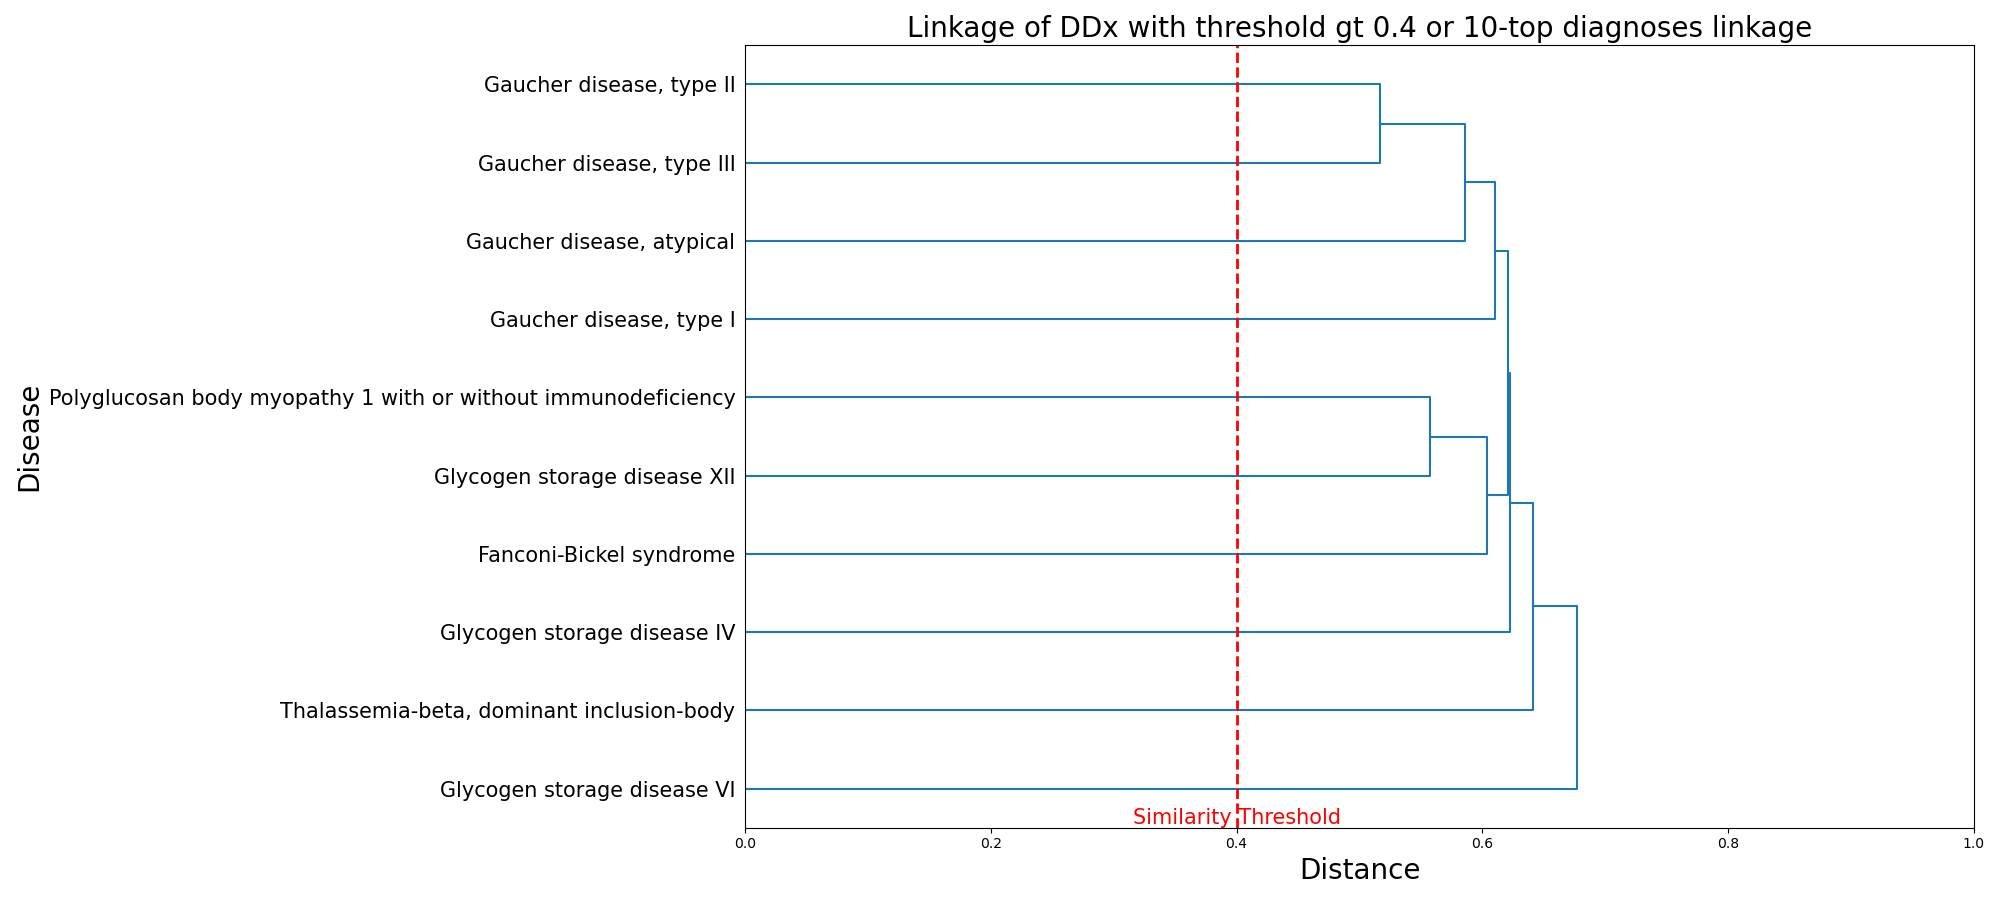 Linkage of DDx with threshold gt 0.4 or 10-top diagnoses linkage
Disease
Gaucher disease, type II
Gaucher disease, type III
Gaucher disease, atypical
Gaucher disease, type I
Polyglucosan body myopathy 1 with or without immunodeficiency
Glycogen storage disease XII
Fanconi-Bickel syndrome
Glycogen storage disease IV
Thalassemia-beta, dominant inclusion-body
Glycogen storage disease VI
Similarity Threshold
0.0 0.2 0.4 0.6 0.8 1.0
Distance